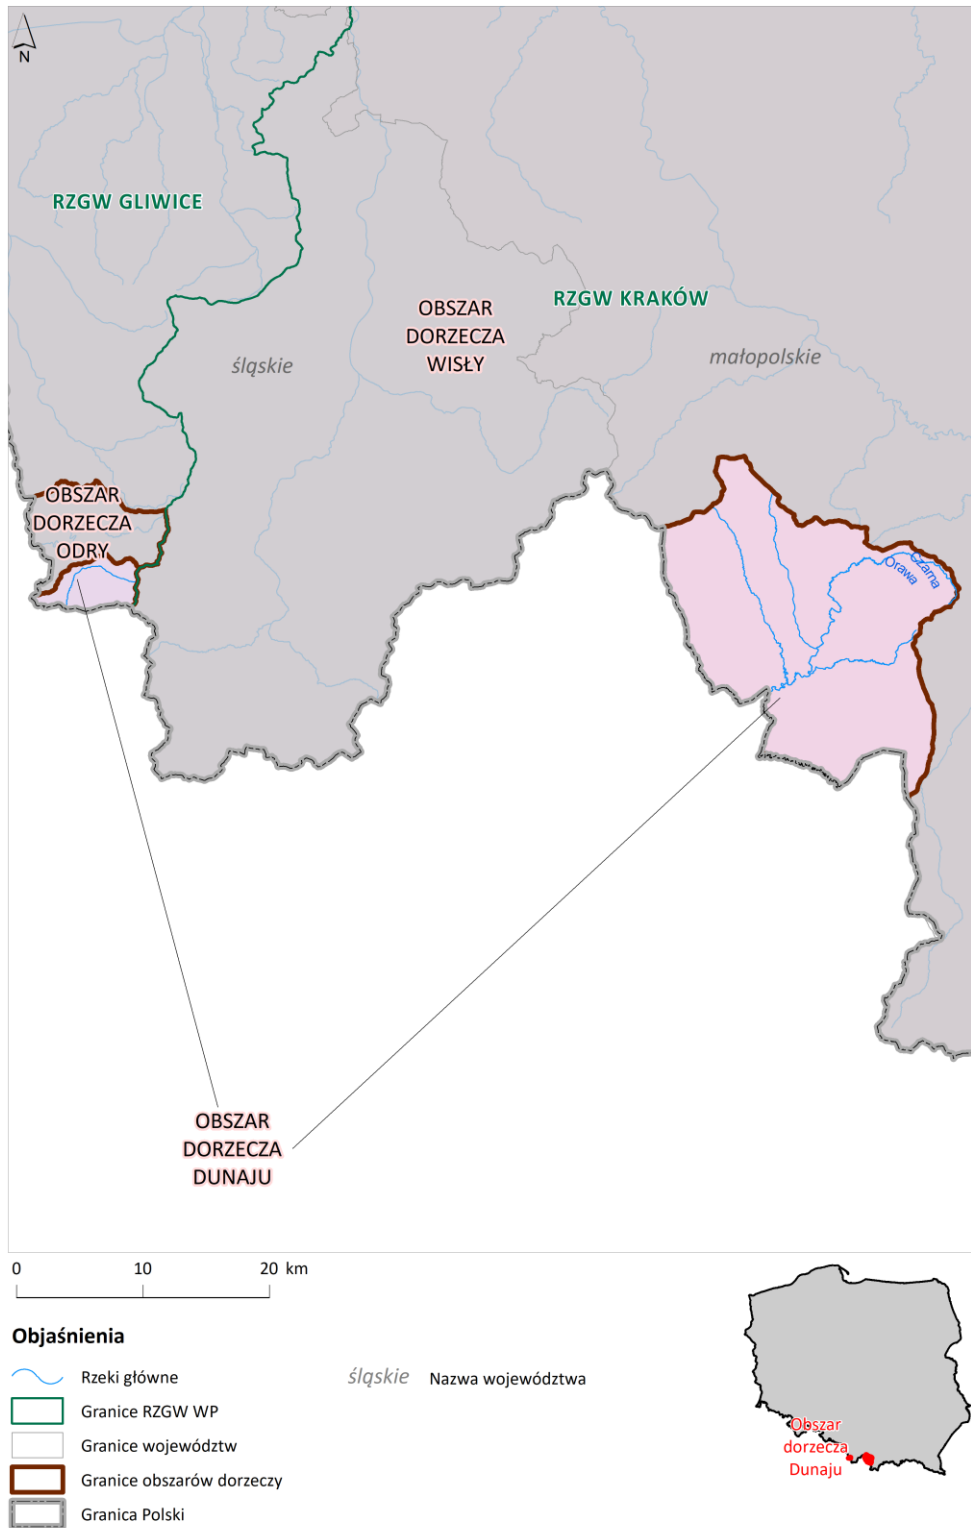 N
RZGW GLIWICE
OBSZAR
DORZECZA
WISŁY
RZGW KRAKÓW
śląskie
małopolskie
OBSZAR
DORZECZA
ODRY
Czarna
Orawa
OBSZAR
DORZECZA
DUNAJU
0 10 20 km
Objaśnienia
Rzeki główne
śląskie Nazwa województwa
Granice RZGW WP
Granice województw
Granice obszarów dorzeczy
Granica Polski
Obszar
dorzecza
Dunaju